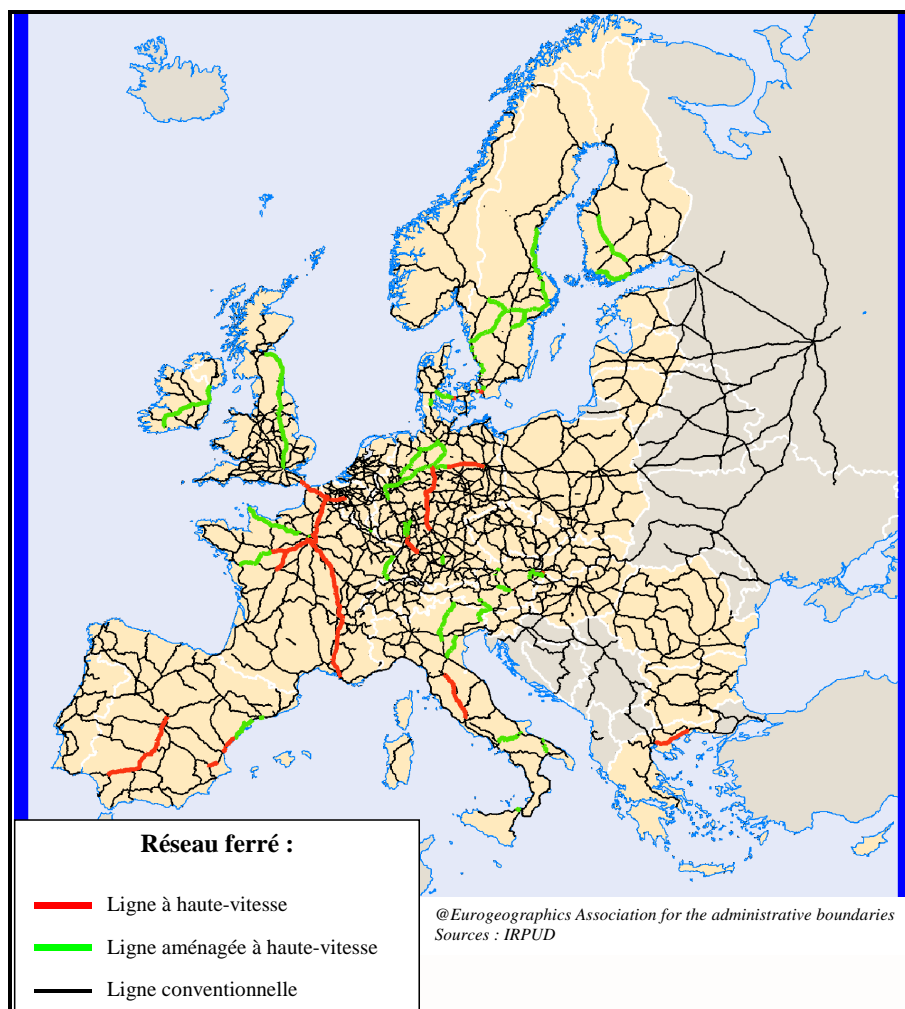 Réseau ferré :
Ligne à haute-vitesse
Ligne aménagée à haute-vitesse
Ligne conventionnelle
@Eurogeographics Association for the administrative boundaries
Sources : IRPUD